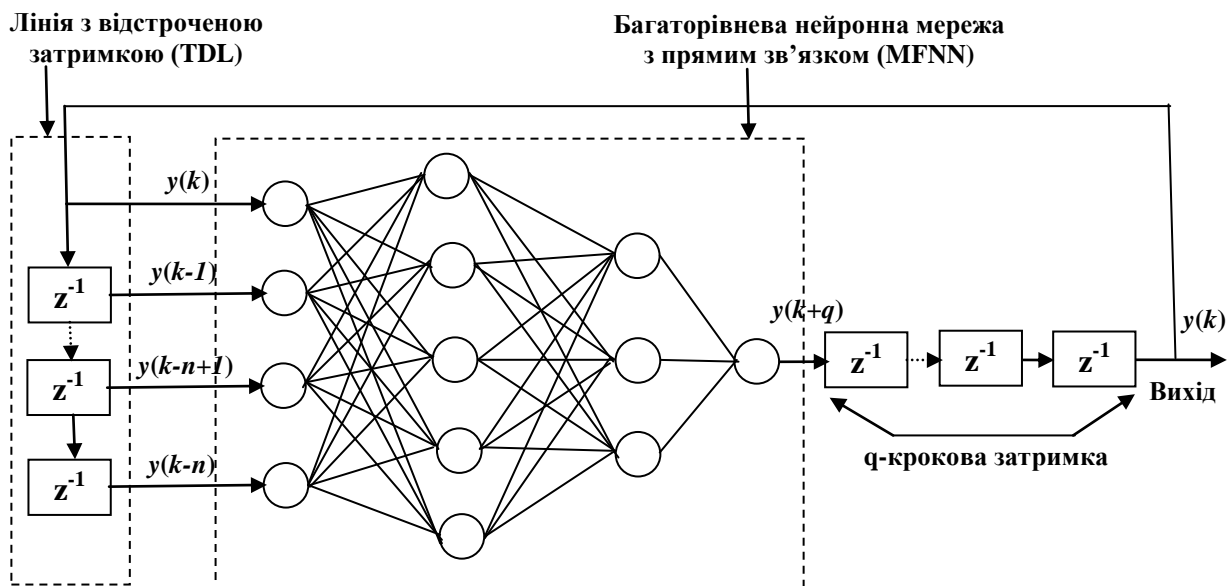 Лінія з відстроченою
затримкою (TDL)
Багаторівнева нейронна мережа
з прямим зв’язком (MFNN)
y(k)
y(k-1)
z⁻¹
y(k-n+1)
z⁻¹
y(k-n)
z⁻¹
y(k+q)
z⁻¹
z⁻¹
z⁻¹
y(k)
Вихід
q-крокова затримка